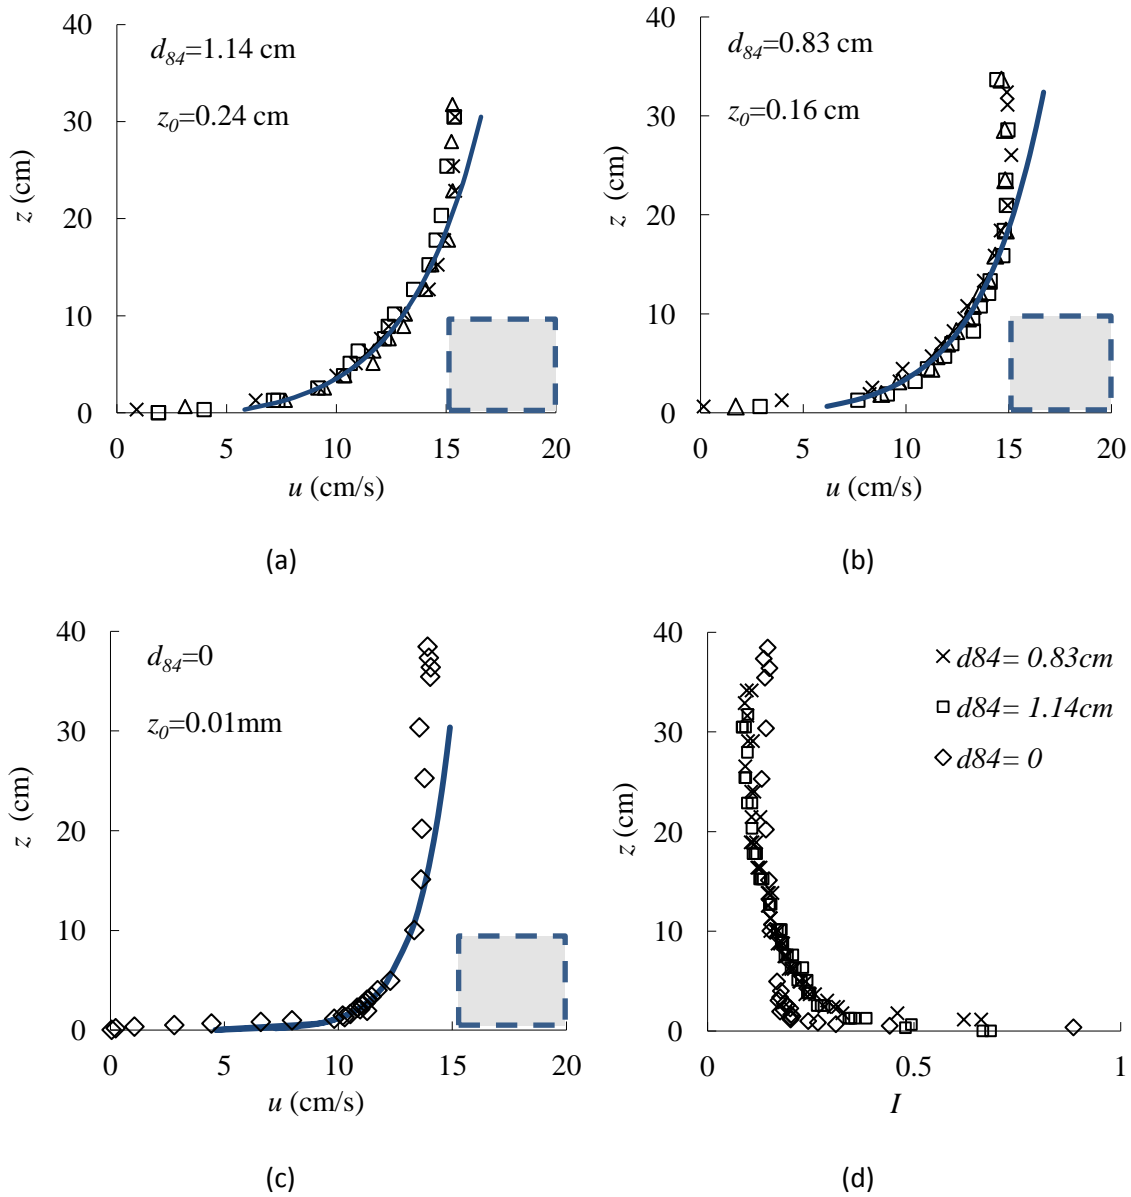 40
30
20
10
0
z (cm)
d84=1.14 cm
z0=0.24 cm
0 5 10 15 20
u (cm/s)
(a)
40
30
20
10
0
z (cm)
d84=0.83 cm
z0=0.16 cm
0 5 10 15 20
u (cm/s)
(b)
40
30
20
10
0
z (cm)
d84=0
z0=0.01mm
0 5 10 15 20
u (cm/s)
(c)
40
30
20
10
0
z (cm)
d84= 0.83cm
d84= 1.14cm
d84= 0
0 0.5 1
I
(d)